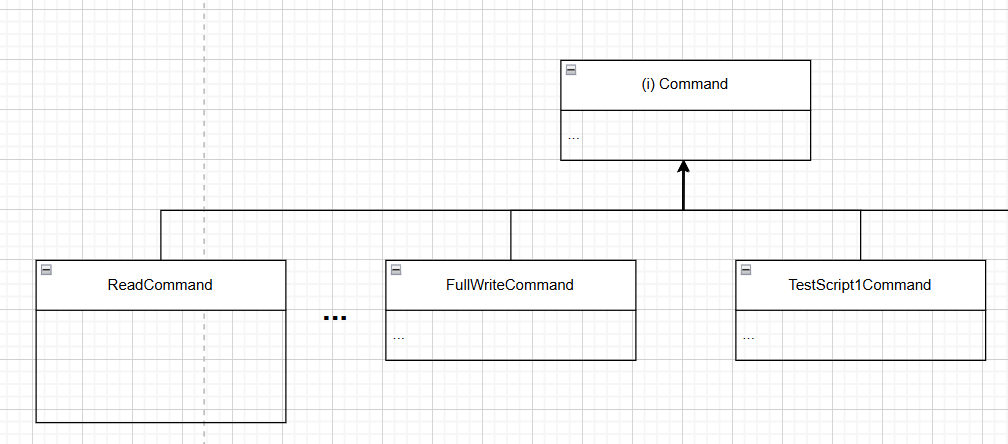 (i) Command
...
ReadCommand
...
FullWriteCommand
...
TestScript1Command
...